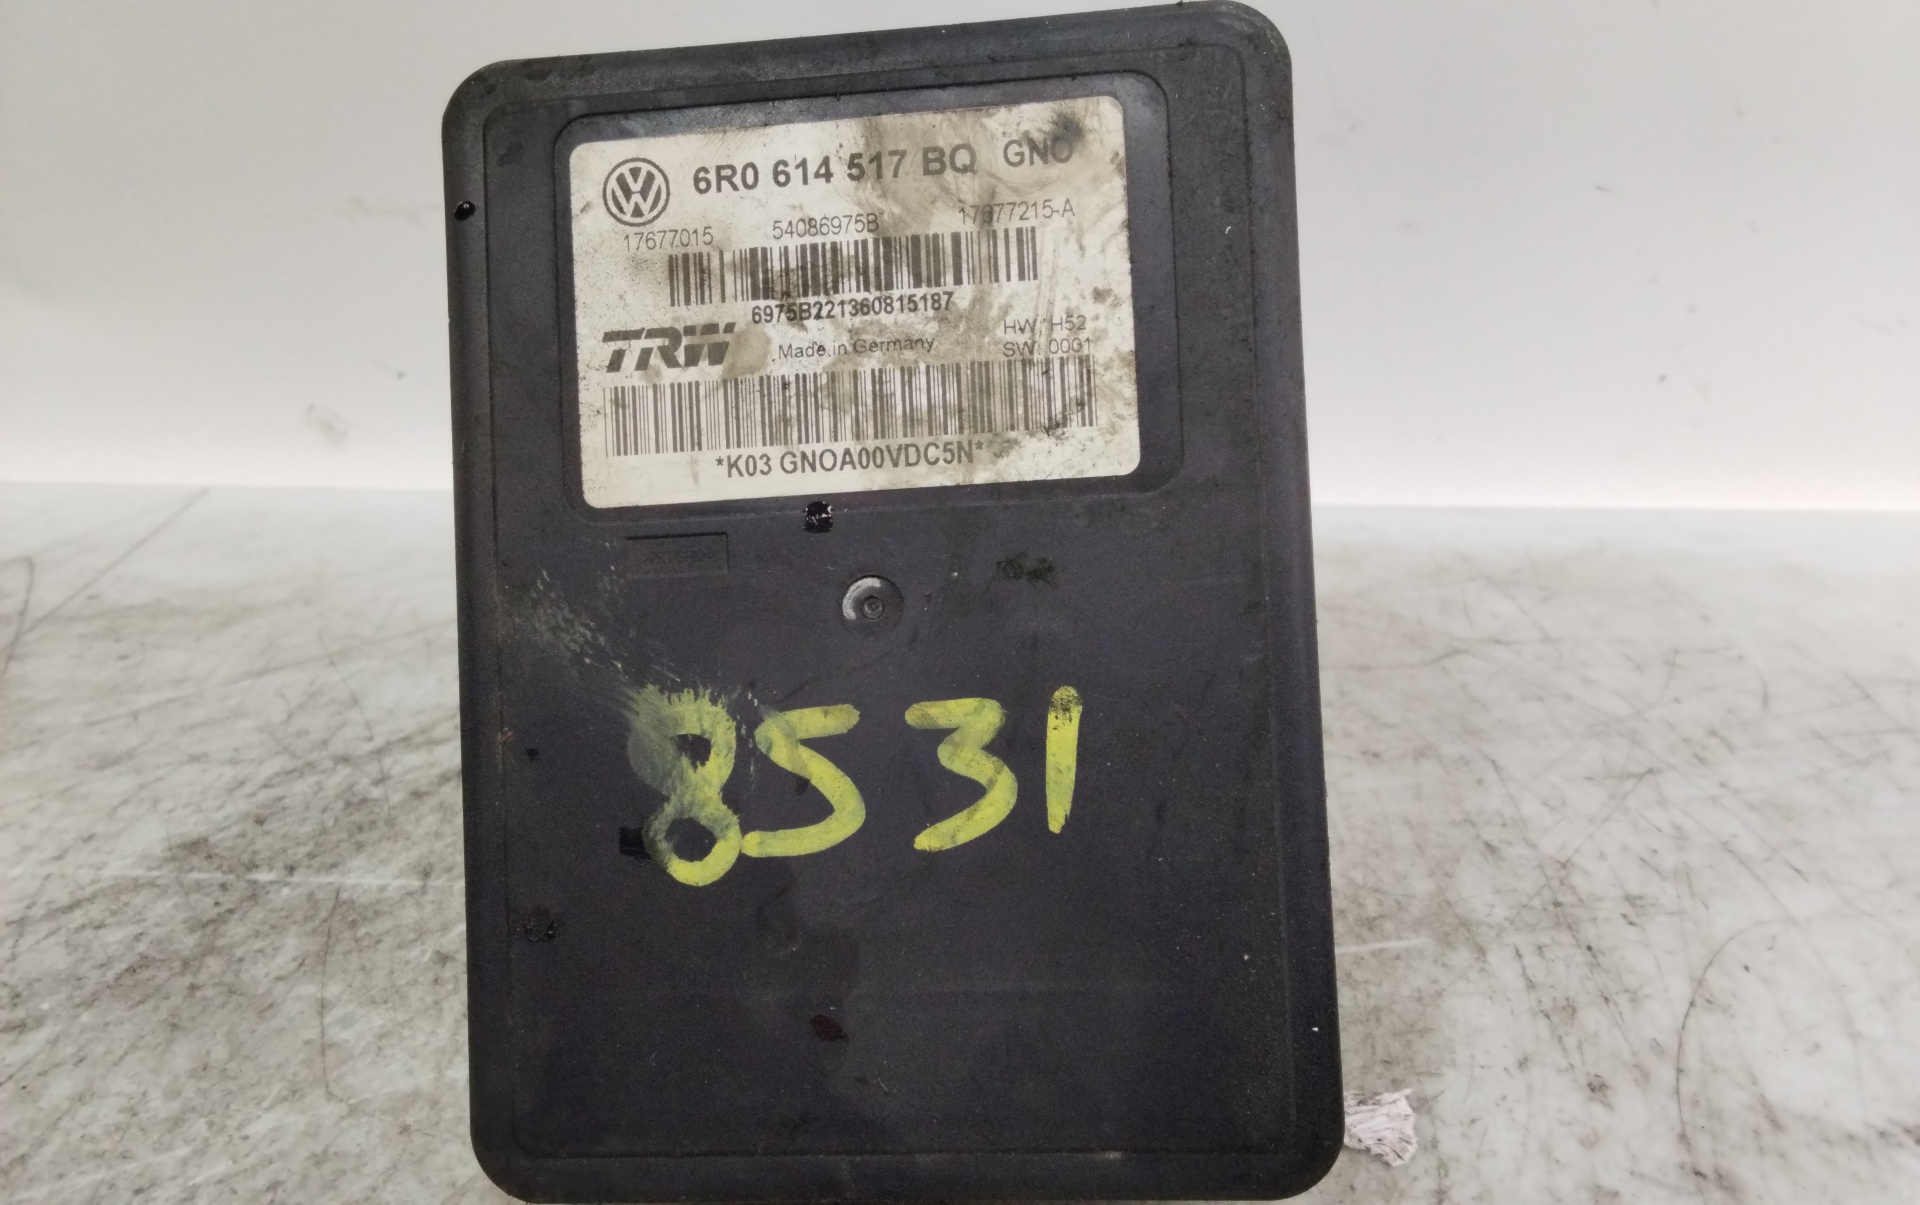 6R0 614 517 BQ GNO
17677015 54086975B 17677215-A
6975B221360815187
TRW Made in Germany
HW: H52
SW: 0001
*K03 GNOA00VDC5N*
8531